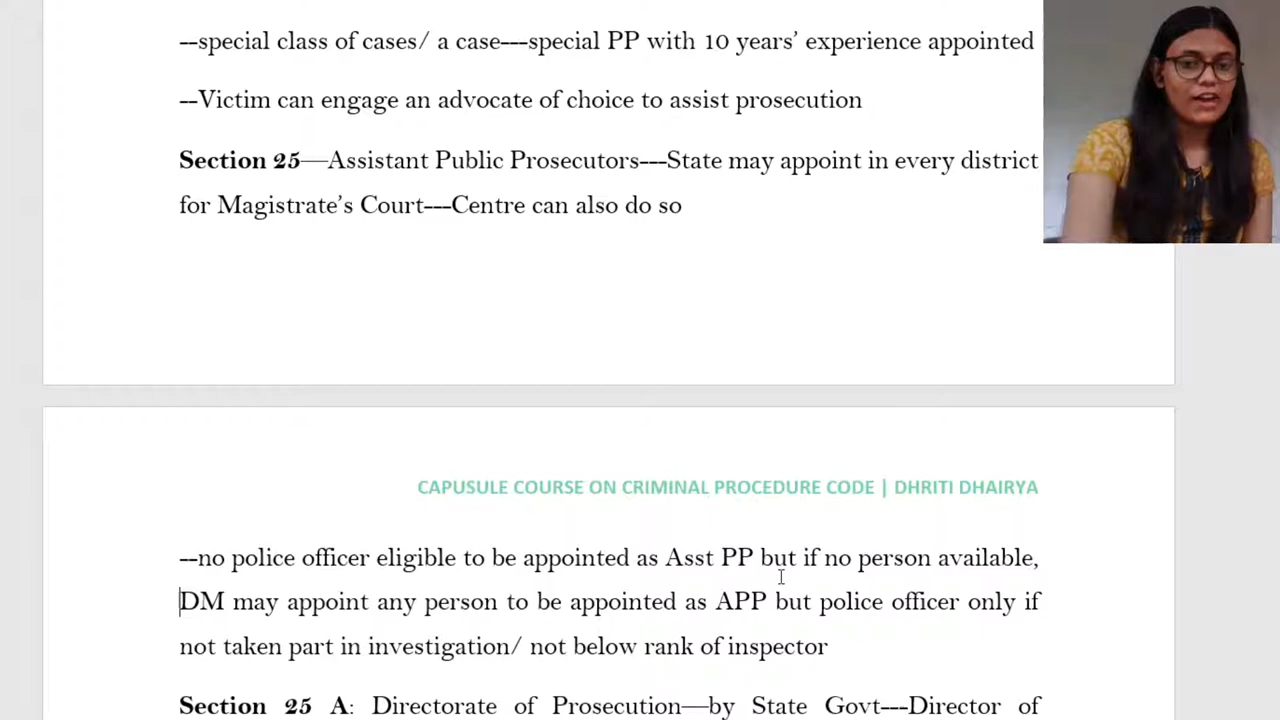 --special class of cases/ a case---special PP with 10 years’ experience appointed
--Victim can engage an advocate of choice to assist prosecution
Section 25—Assistant Public Prosecutors---State may appoint in every district
for Magistrate’s Court---Centre can also do so
CAPUSULE COURSE ON CRIMINAL PROCEDURE CODE | DHRITI DHAIRYA
--no police officer eligible to be appointed as Asst PP but if no person available,
DM may appoint any person to be appointed as APP but police officer only if
not taken part in investigation/ not below rank of inspector
Section 25 A: Directorate of Prosecution—by State Govt---Director of